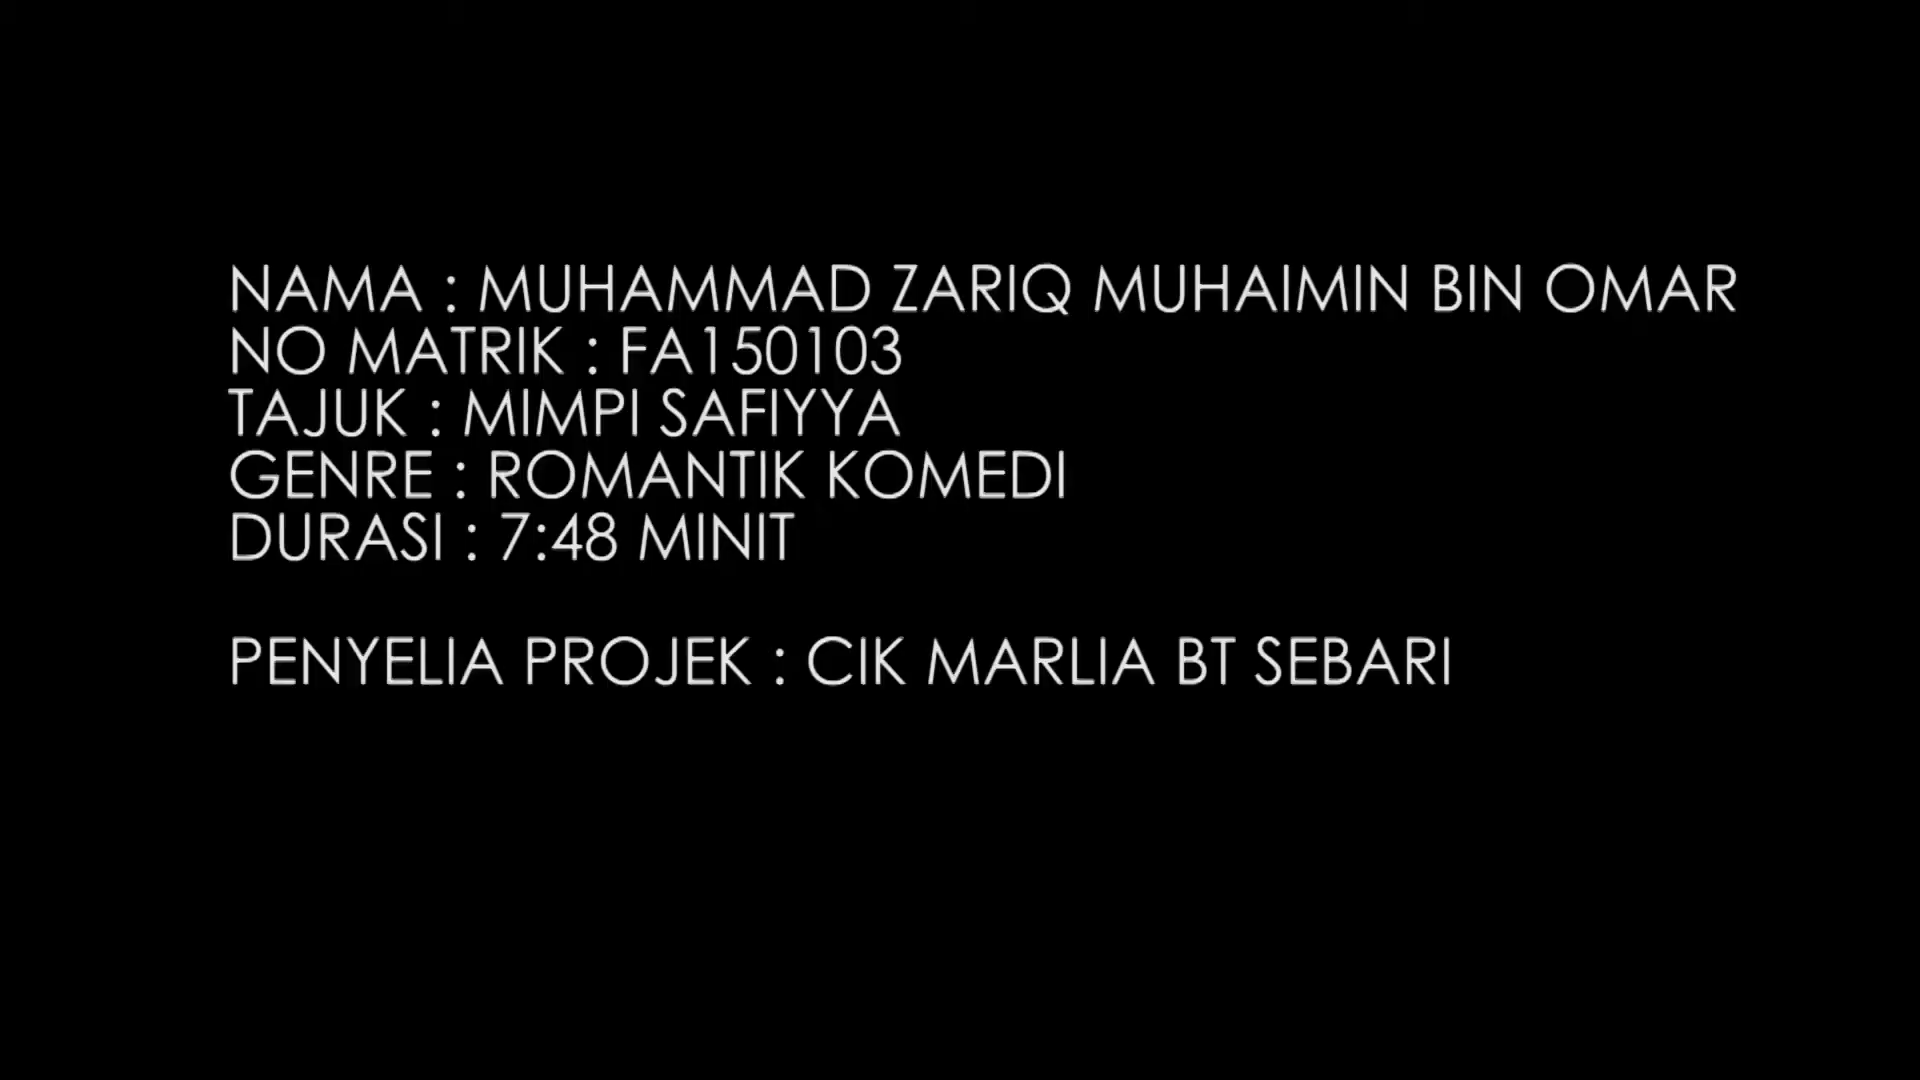 NAMA : MUHAMMAD ZARIQ MUHAIMIN BIN OMAR
NO MATRIK : FA150103
TAJUK : MIMPI SAFIYYA
GENRE : ROMANTIK KOMEDI
DURASI : 7:48 MINIT
PENYELIA PROJEK : CIK MARLIA BT SEBARI